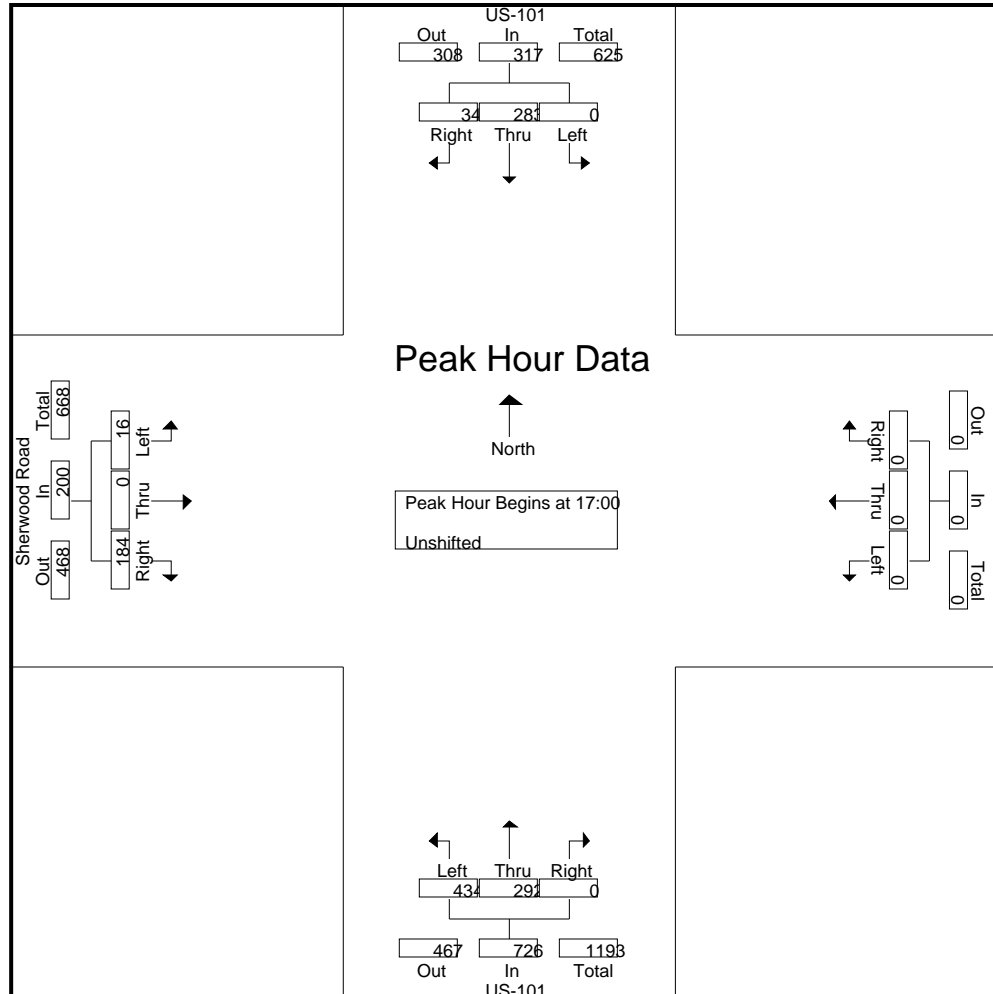 US-101
Out In Total
308 317 625
34 283 0
Right Thru Left
Peak Hour Data
North
Peak Hour Begins at 17:00
Unshifted
Sherwood Road
Total In Out
668 200 468
16 0 184
Left Thru Right
Right Thru Left
0 0 0
Out In Total
0 0 0
Left Thru Right
434 292 0
467 726 1193
Out In Total
US-101